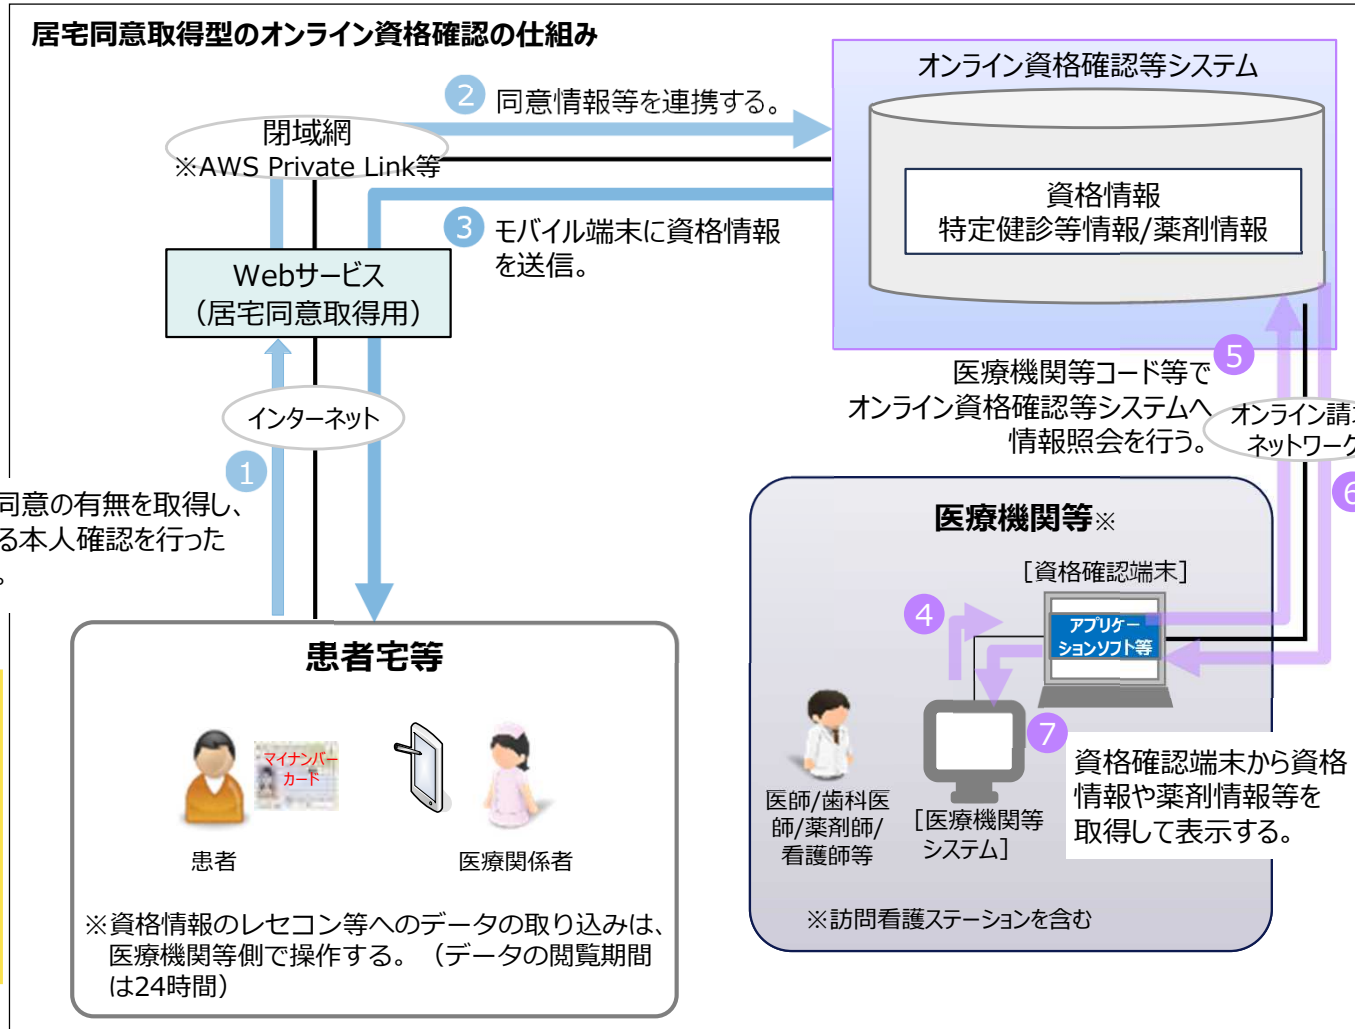 居宅同意取得型のオンライン資格確認の仕組み
オンライン資格確認等システム
2 同意情報等を連携する。
閉域網
※AWS Private Link等
資格情報
特定健診等情報/薬剤情報
3 モバイル端末に資格情報
を送信。
Webサービス
（居宅同意取得用）
5
医療機関等コード等で
オンライン資格確認等システムへ
情報照会を行う。
インターネット
オンライン請
ネットワーク
1
同意の有無を取得し、
る本人確認を行った
。
6
医療機関等※
[資格確認端末]
4
アプリケー
ションソフト等
患者宅等
マイナンバー
カード
患者
医療関係者
7
資格確認端末から資格
情報や薬剤情報等を
取得して表示する。
医師/歯科医
師/薬剤師/
看護師等
[医療機関等
システム]
※資格情報のレセコン等へのデータの取り込みは、
医療機関等側で操作する。（データの閲覧期間
は24時間）
※訪問看護ステーションを含む